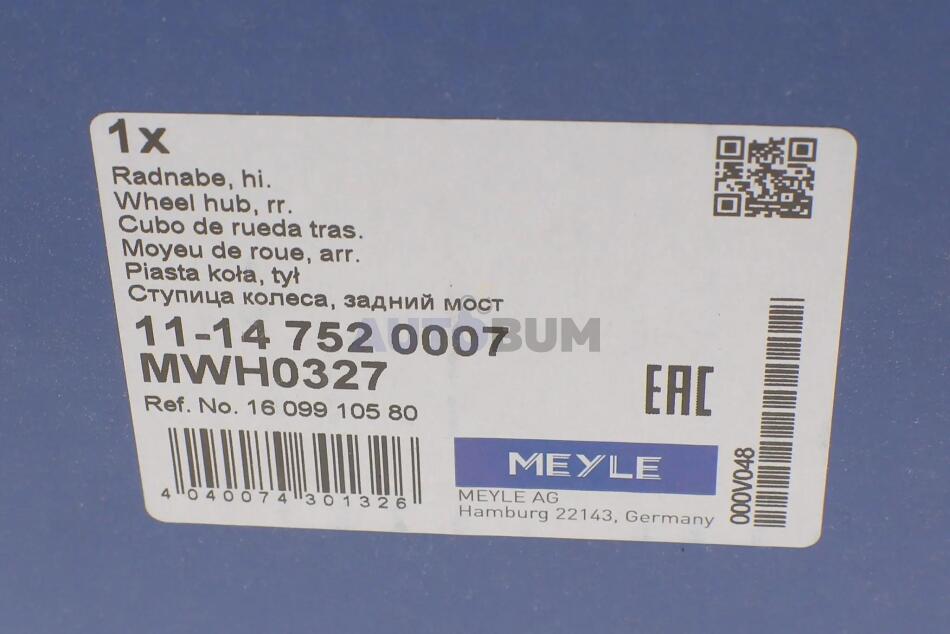 1x
Radnabe, hi.
Wheel hub, rr.
Cubo de rueda tras.
Moyeu de roue, arr.
Piasta koła, tył
Ступица колеса, задний мост
11-14 752 0007
MWH0327
Ref. No. 16 099 105 80
4 040074 301326
EAC
MEYLE
MEYLE AG
Hamburg 22143, Germany
000V048
AUTOBUM